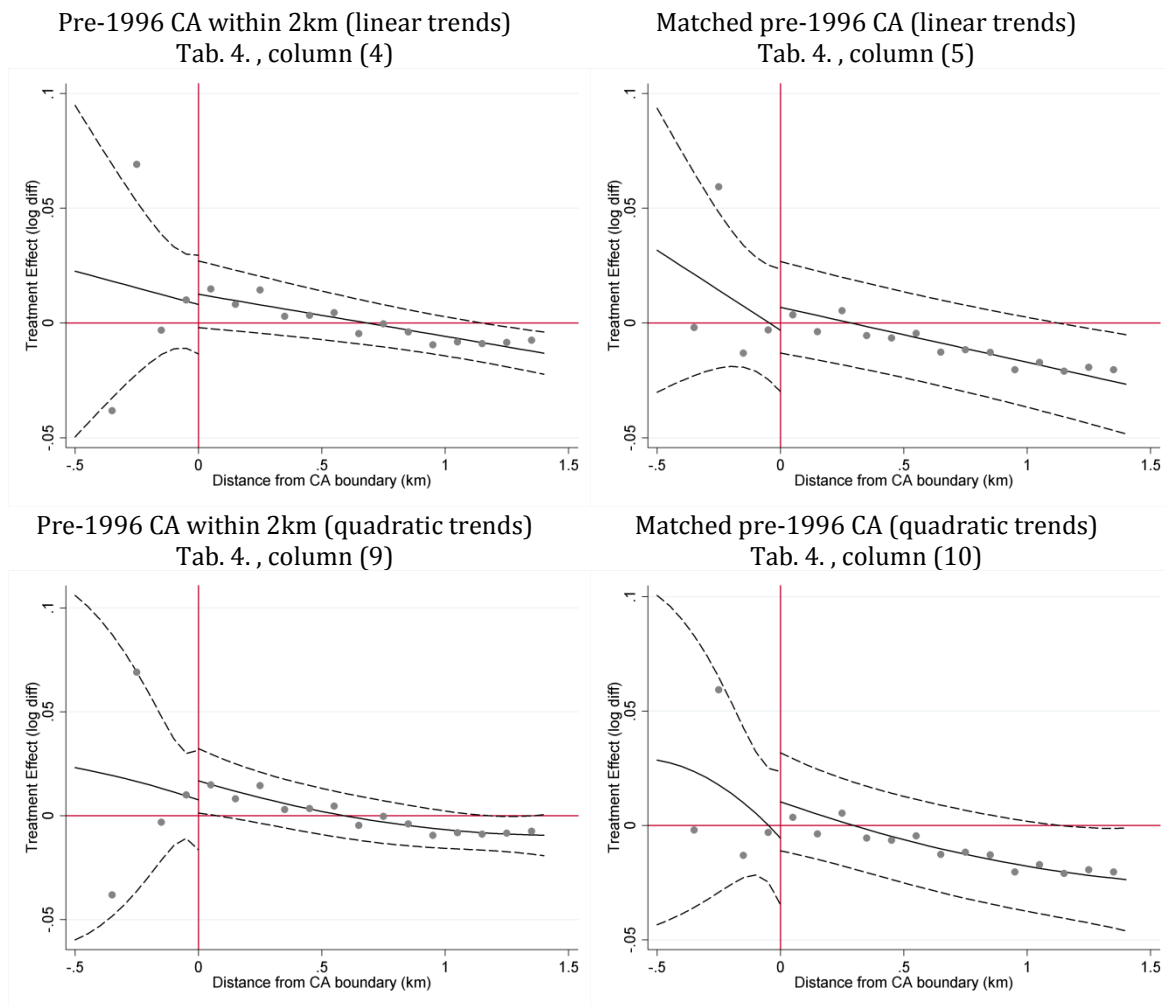 Pre-1996 CA within 2km (linear trends)
Tab. 4. , column (4)
.1
.05
0
-.05
Treatment Effect (log diff)
-.5 0 .5 1 1.5
Distance from CA boundary (km)
Matched pre-1996 CA (linear trends)
Tab. 4. , column (5)
.1
.05
0
-.05
Treatment Effect (log diff)
-.5 0 .5 1 1.5
Distance from CA boundary (km)
Pre-1996 CA within 2km (quadratic trends)
Tab. 4. , column (9)
.1
.05
0
-.05
Treatment Effect (log diff)
-.5 0 .5 1 1.5
Distance from CA boundary (km)
Matched pre-1996 CA (quadratic trends)
Tab. 4. , column (10)
.1
.05
0
-.05
Treatment Effect (log diff)
-.5 0 .5 1 1.5
Distance from CA boundary (km)